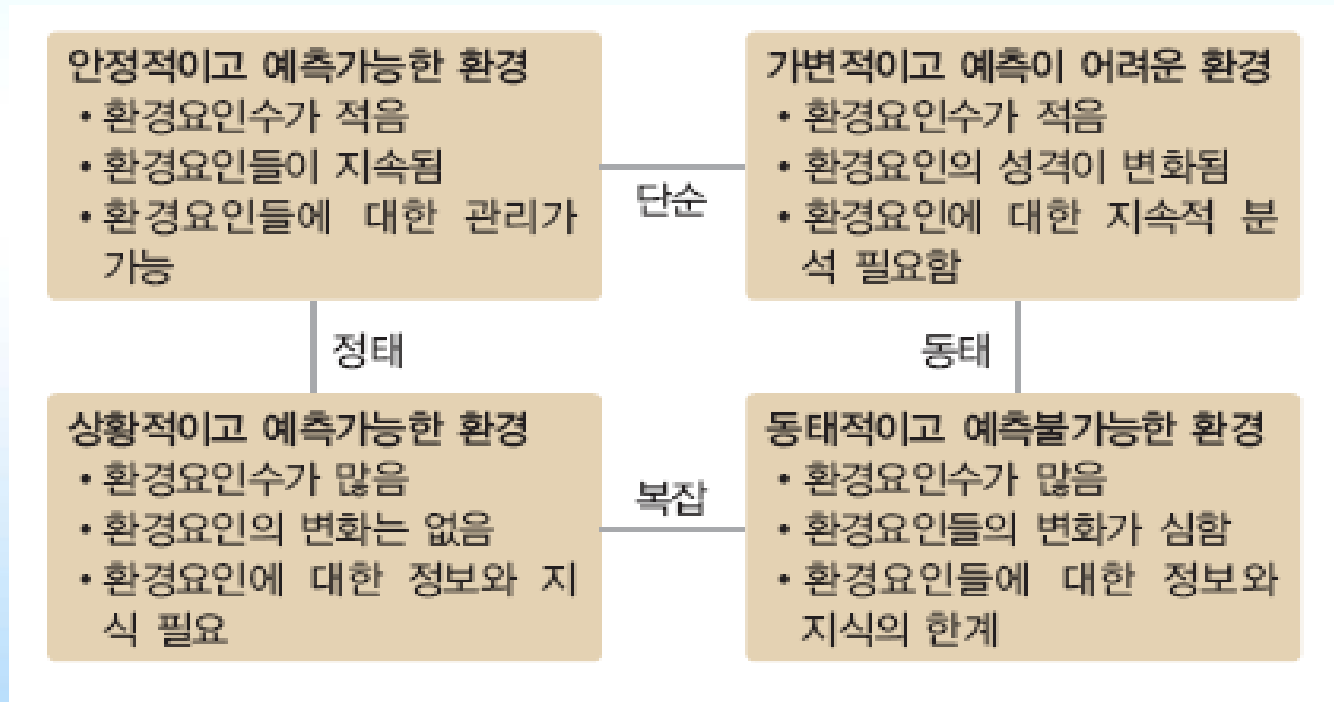 안정적이고 예측가능한 환경
• 환경요인수가 적음
• 환경요인들이 지속됨
• 환경요인들에 대한 관리가
가능
가변적이고 예측이 어려운 환경
• 환경요인수가 적음
• 환경요인의 성격이 변화됨
• 환경요인에 대한 지속적 분
석 필요함
단순
정태
동태
상황적이고 예측가능한 환경
• 환경요인수가 많음
• 환경요인의 변화는 없음
• 환경요인에 대한 정보와 지
식 필요
복잡
동태적이고 예측불가능한 환경
• 환경요인수가 많음
• 환경요인들의 변화가 심함
• 환경요인들에 대한 정보와
지식의 한계